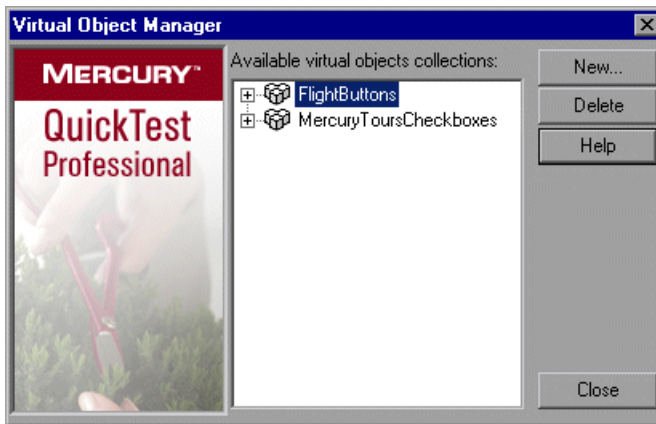 Virtual Object Manager
MERCURY™
QuickTest
Professional
Available virtual objects collections:
FlightButtons
MercuryToursCheckboxes
New...
Delete
Help
Close